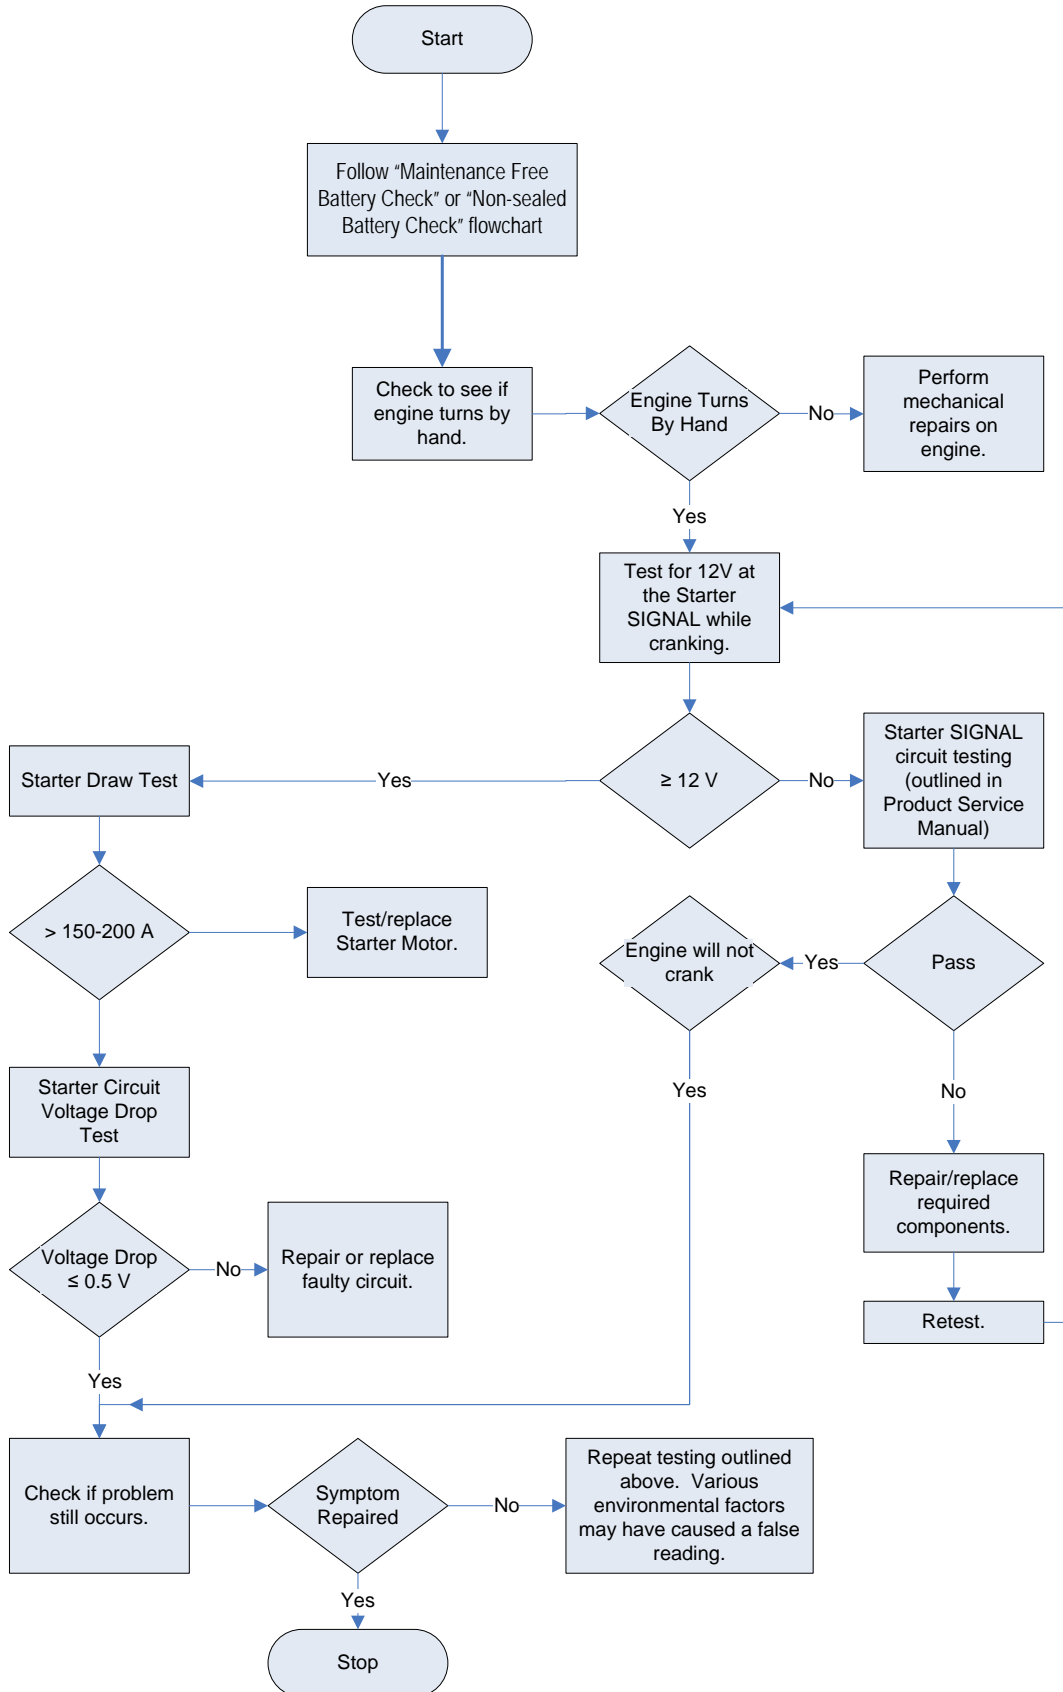 Start
Follow “Maintenance Free
Battery Check” or “Non-sealed
Battery Check” flowchart
Check to see if
engine turns by
hand.
Engine Turns
By Hand
No
Perform
mechanical
repairs on
engine.
Yes
Test for 12V at
the Starter
SIGNAL while
cranking.
Starter Draw Test
Yes
≥ 12 V
No
Starter SIGNAL
circuit testing
(outlined in
Product Service
Manual)
> 150-200 A
Test/replace
Starter Motor.
Engine will not
crank
Yes
Pass
Starter Circuit
Voltage Drop
Test
Yes
No
Repair/replace
required
components.
Voltage Drop
≤ 0.5 V
No
Repair or replace
faulty circuit.
Retest.
Yes
Check if problem
still occurs.
Symptom
Repaired
No
Repeat testing outlined
above.  Various
environmental factors
may have caused a false
reading.
Yes
Stop